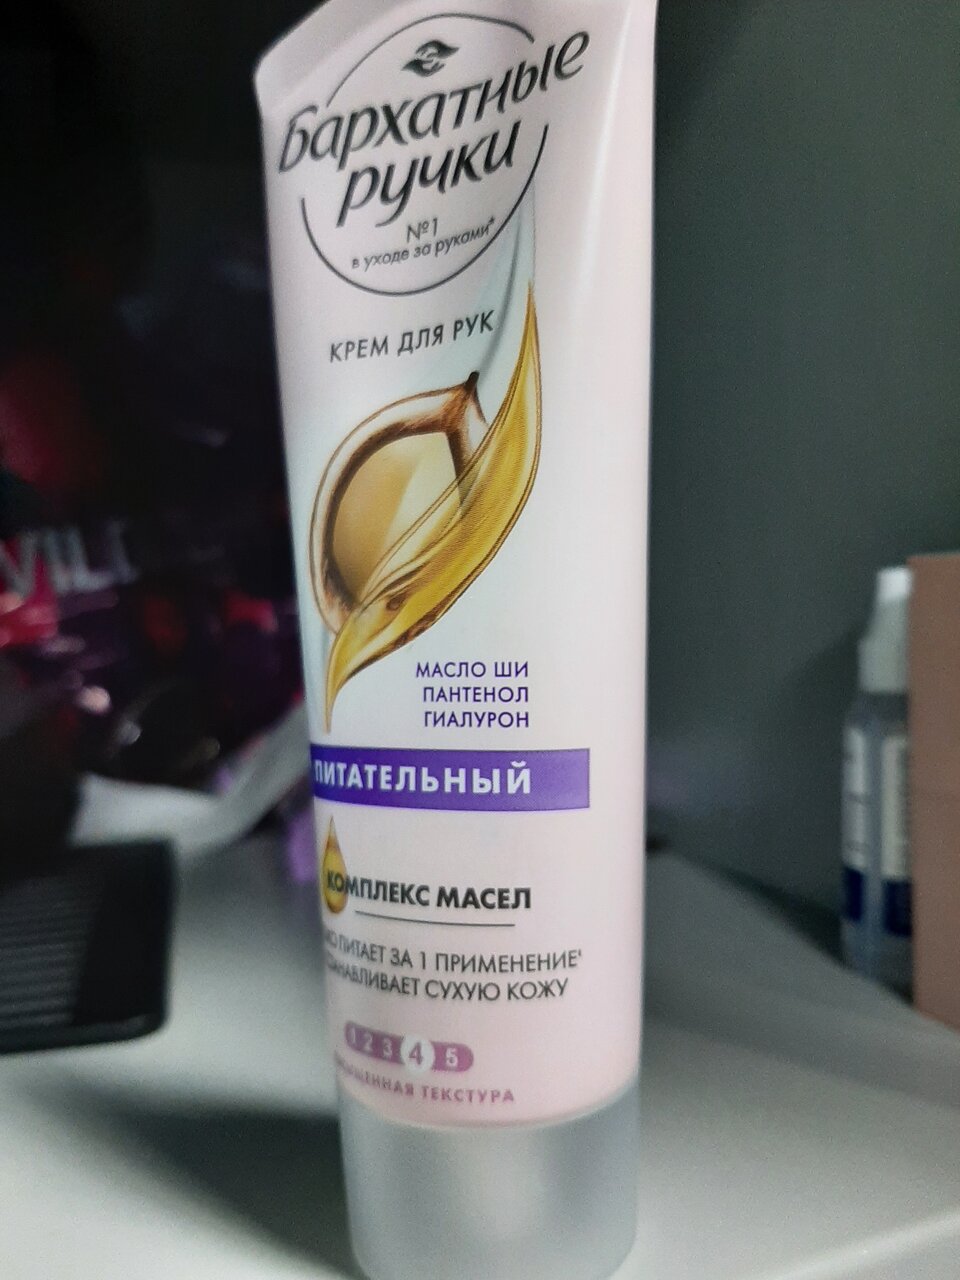 Бархатные
ручки
№1
в уходе за руками*
КРЕМ ДЛЯ РУК
МАСЛО ШИ
ПАНТЕНОЛ
ГИАЛУРОН
ПИТАТЕЛЬНЫЙ
КОМПЛЕКС МАСЕЛ
ПИТАЕТ ЗА 1 ПРИМЕНЕНИЕ¹
СУХУЮ КОЖУ
1 2 3 4 5
ТЕКСТУРА